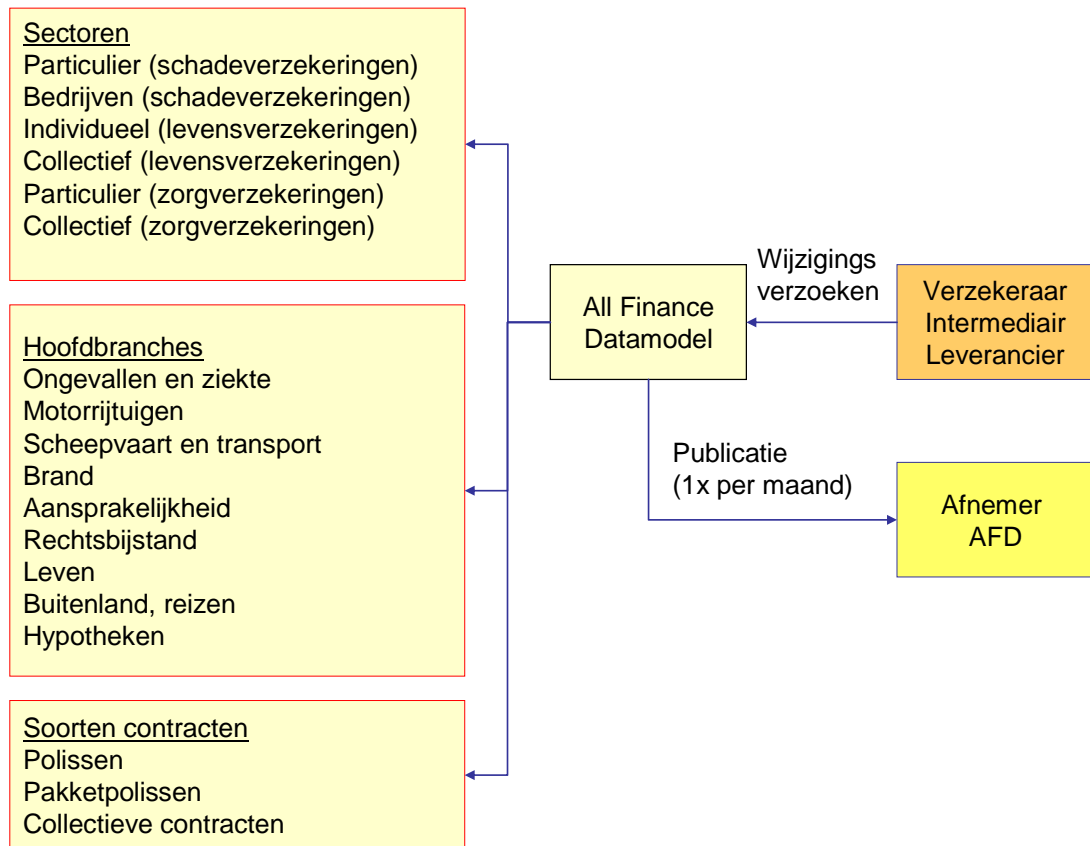 Sectoren
Particulier (schadeverzekeringen)
Bedrijven (schadeverzekeringen)
Individueel (levensverzekeringen)
Collectief (levensverzekeringen)
Particulier (zorgverzekeringen)
Collectief (zorgverzekeringen)
Hoofdbranches
Ongevallen en ziekte
Motorrijtuigen
Scheepvaart en transport
Brand
Aansprakelijkheid
Rechtsbijstand
Leven
Buitenland, reizen
Hypotheken
Soorten contracten
Polissen
Pakketpolissen
Collectieve contracten
All Finance
Datamodel
Wijzigings
verzoeken
Verzekeraar
Intermediair
Leverancier
Publicatie
(1x per maand)
Afnemer
AFD